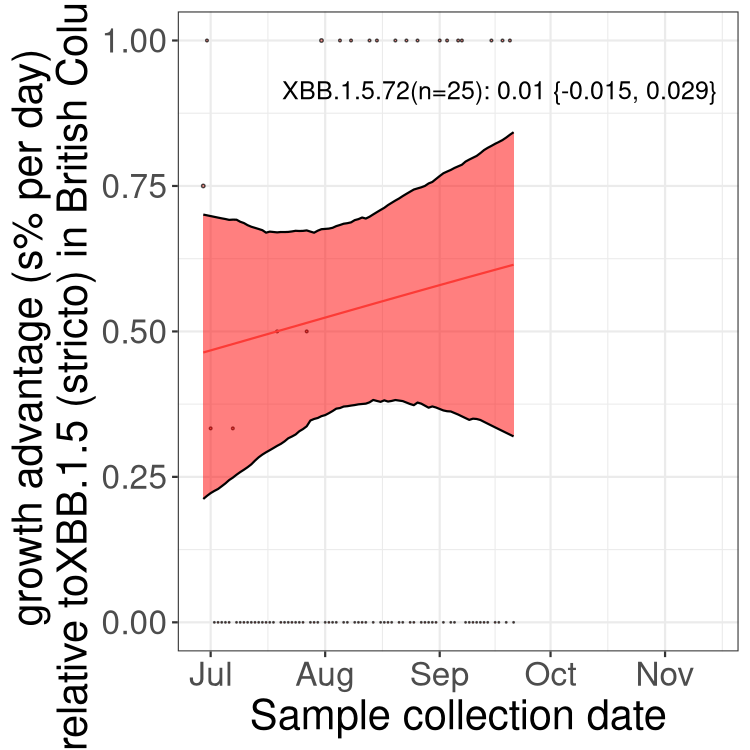 growth advantage (s% per day)
relative toXBB.1.5 (stricto) in British Colu
1.00
0.75
0.50
0.25
0.00
XBB.1.5.72(n=25): 0.01 {-0.015, 0.029}
Jul Aug Sep Oct Nov
Sample collection date